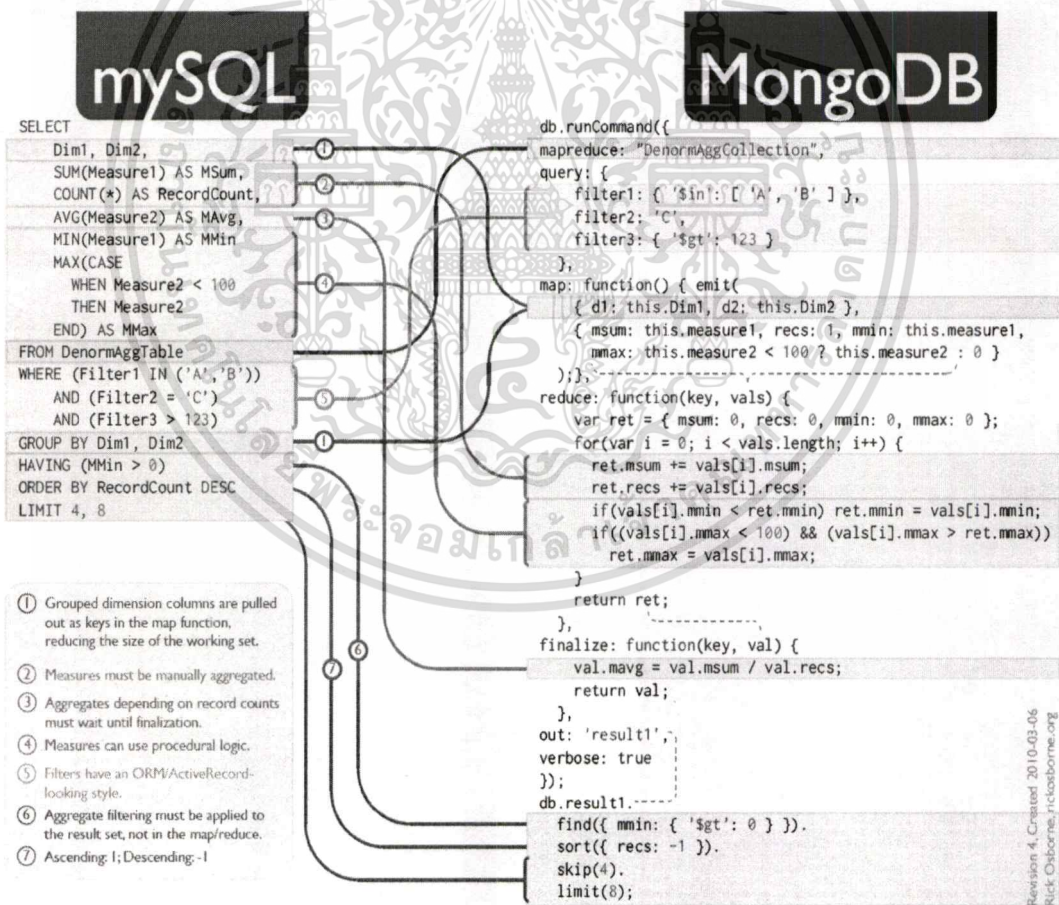 mySQL
SELECT
Dim1, Dim2,
SUM(Measure1) AS MSum,
COUNT(*) AS RecordCount,
AVG(Measure2) AS MAvg,
MIN(Measure1) AS MMin
MAX(CASE
WHEN Measure2 < 100
THEN Measure2
END) AS MMax
FROM DenormAggTable
WHERE (Filter1 IN ('A','B'))
AND (Filter2 = 'C')
AND (Filter3 > 123)
GROUP BY Dim1, Dim2
HAVING (MMin > 0)
ORDER BY RecordCount DESC
LIMIT 4, 8
1
2
3
4
5
1
7
6
① Grouped dimension columns are pulled
out as keys in the map function,
reducing the size of the working set.
② Measures must be manually aggregated.
③ Aggregates depending on record counts
must wait until finalization.
④ Measures can use procedural logic.
⑤ Filters have an ORM/ActiveRecord-
looking style.
⑥ Aggregate filtering must be applied to
the result set, not in the map/reduce.
⑦ Ascending: 1; Descending: -1
MongoDB
db.runCommand({
mapreduce: "DenormAggCollection",
query: {
filter1: { '$in': [ 'A', 'B' ] },
filter2: 'C',
filter3: { '$gt': 123 }
},
map: function() { emit(
{ d1: this.Dim1, d2: this.Dim2 },
{ msum: this.measure1, recs: 1, mmin: this.measure1,
mmax: this.measure2 < 100 ? this.measure2 : 0 }
);},
reduce: function(key, vals) {
var ret = { msum: 0, recs: 0, mmin: 0, mmax: 0 };
for(var i = 0; i < vals.length; i++) {
ret.msum += vals[i].msum;
ret.recs += vals[i].recs;
if(vals[i].mmin < ret.mmin) ret.mmin = vals[i].mmin;
if((vals[i].mmax < 100) && (vals[i].mmax > ret.mmax))
ret.mmax = vals[i].mmax;
}
return ret;
},
finalize: function(key, val) {
val.mavg = val.msum / val.recs;
return val;
},
out: 'result1',
verbose: true
});
db.result1.
find({ mmin: { '$gt': 0 } }).
sort({ recs: -1 }).
skip(4).
limit(8);
Revision 4, Created 2010-03-06
Rick Osborne, rickosborne.org